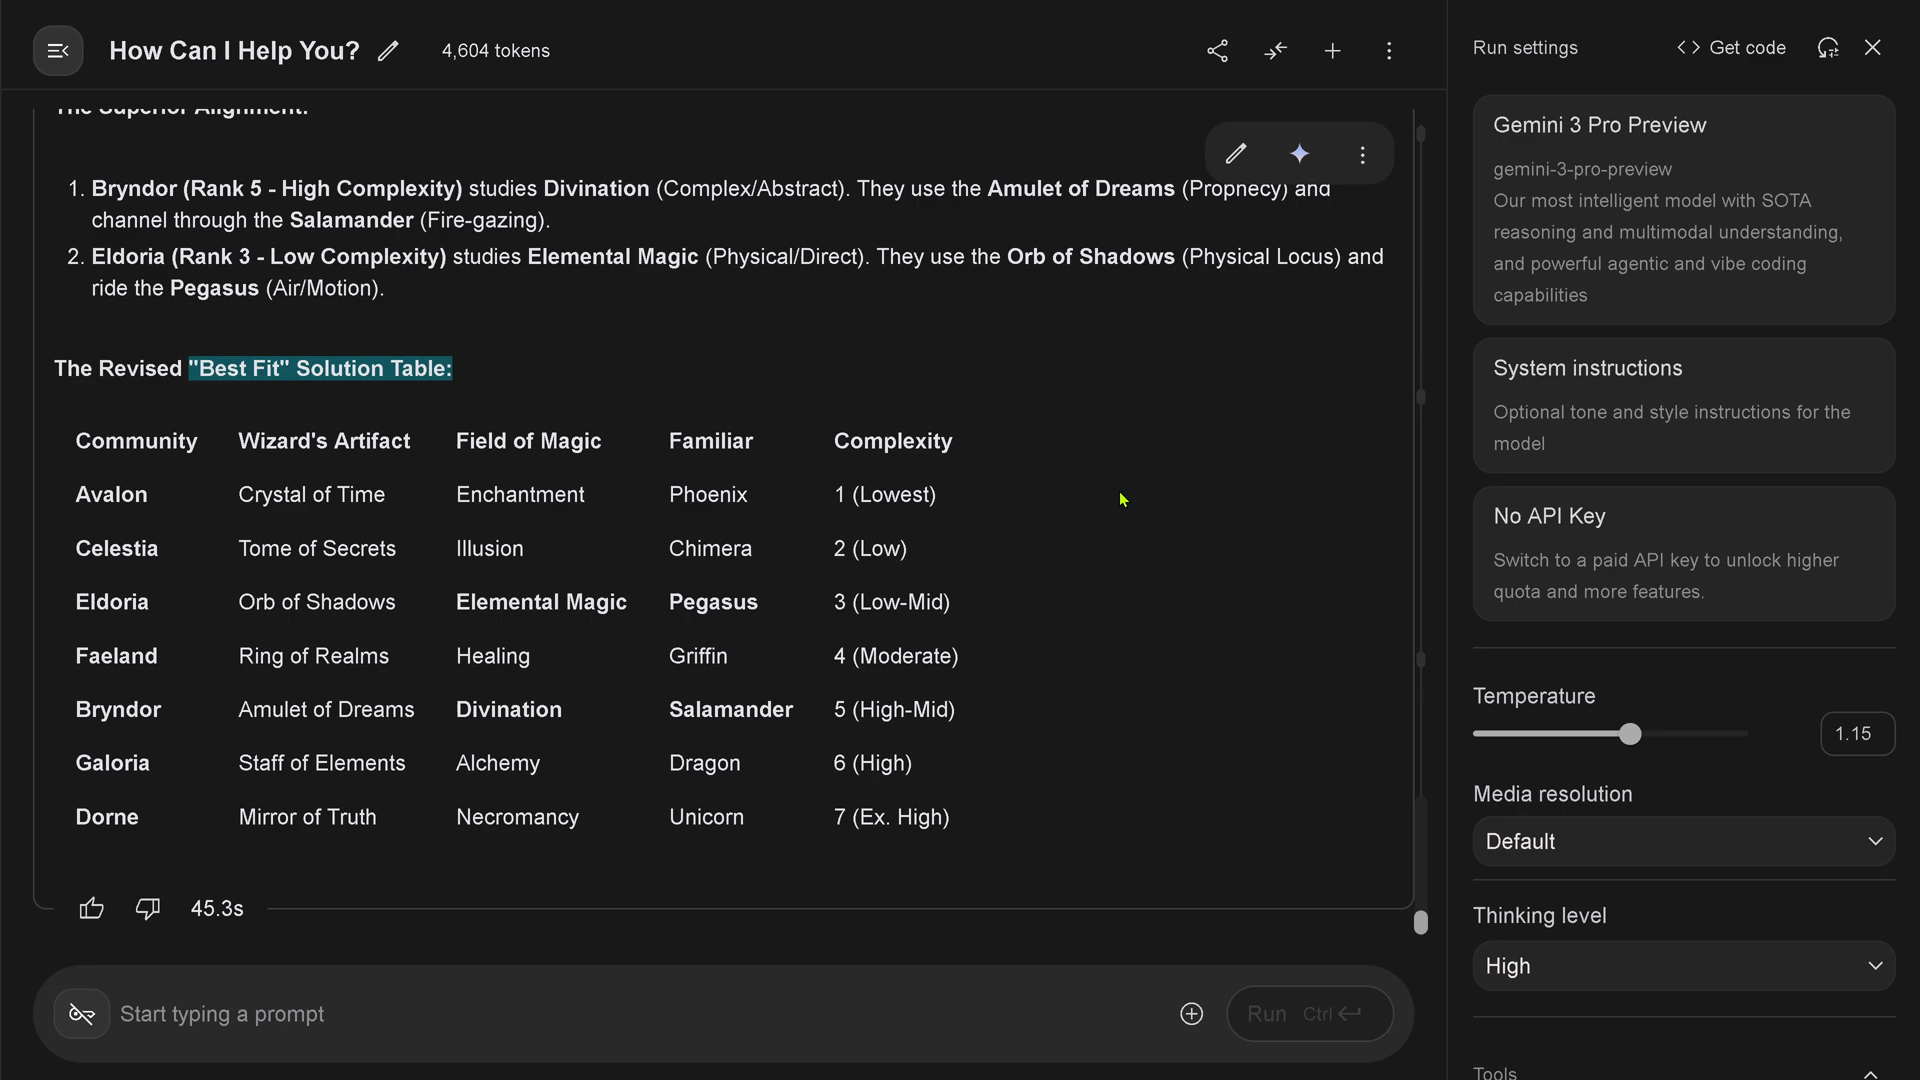 How Can I Help You?
4,604 tokens
The Superior Alignment:
1. Bryndor (Rank 5 - High Complexity) studies Divination (Complex/Abstract). They use the Amulet of Dreams (Prophecy) and
channel through the Salamander (Fire-gazing).
2. Eldoria (Rank 3 - Low Complexity) studies Elemental Magic (Physical/Direct). They use the Orb of Shadows (Physical Locus) and
ride the Pegasus (Air/Motion).
The Revised "Best Fit" Solution Table:
Community Wizard's Artifact Field of Magic Familiar Complexity
Avalon Crystal of Time Enchantment Phoenix 1 (Lowest)
Celestia Tome of Secrets Illusion Chimera 2 (Low)
Eldoria Orb of Shadows Elemental Magic Pegasus 3 (Low-Mid)
Faeland Ring of Realms Healing Griffin 4 (Moderate)
Bryndor Amulet of Dreams Divination Salamander 5 (High-Mid)
Galoria Staff of Elements Alchemy Dragon 6 (High)
Dorne Mirror of Truth Necromancy Unicorn 7 (Ex. High)
45.3s
Start typing a prompt
Run Ctrl
Run settings
Get code
Gemini 3 Pro Preview
gemini-3-pro-preview
Our most intelligent model with SOTA
reasoning and multimodal understanding,
and powerful agentic and vibe coding
capabilities
System instructions
Optional tone and style instructions for the
model
No API Key
Switch to a paid API key to unlock higher
quota and more features.
Temperature
1.15
Media resolution
Default
Thinking level
High
Tools